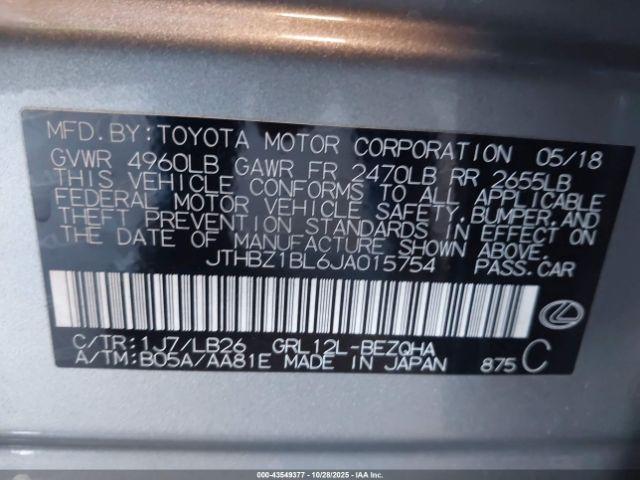 MFD.BY:TOYOTA MOTOR CORPORATION 05/18
GVWR 4960LB GAWR FR 2470LB RR 2655LB
THIS VEHICLE CONFORMS TO ALL APPLICABLE
FEDERAL MOTOR VEHICLE SAFETY,BUMPER,AND
THEFT PREVENTION STANDARDS IN EFFECT ON
THE DATE OF MANUFACTURE SHOWN ABOVE.
JTHBZ1BL6JA015754 PASS.CAR
C/TR:1J7/LB26 GRL12L-BEZQHA
A/TM:B05A/AA81E MADE IN JAPAN 875 C
000-43549377 | 10/28/2025 | IAAI.COM